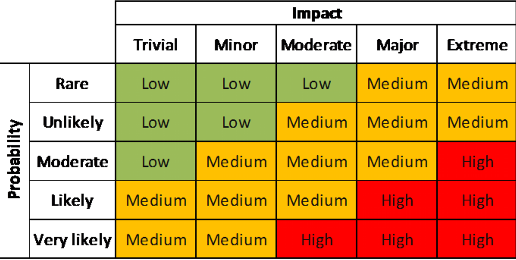 Impact
Trivial Minor Moderate Major Extreme
Probability
Rare Low Low Low Medium Medium
Unlikely Low Low Medium Medium Medium
Moderate Low Medium Medium Medium High
Likely Medium Medium Medium High High
Very likely Medium Medium High High High